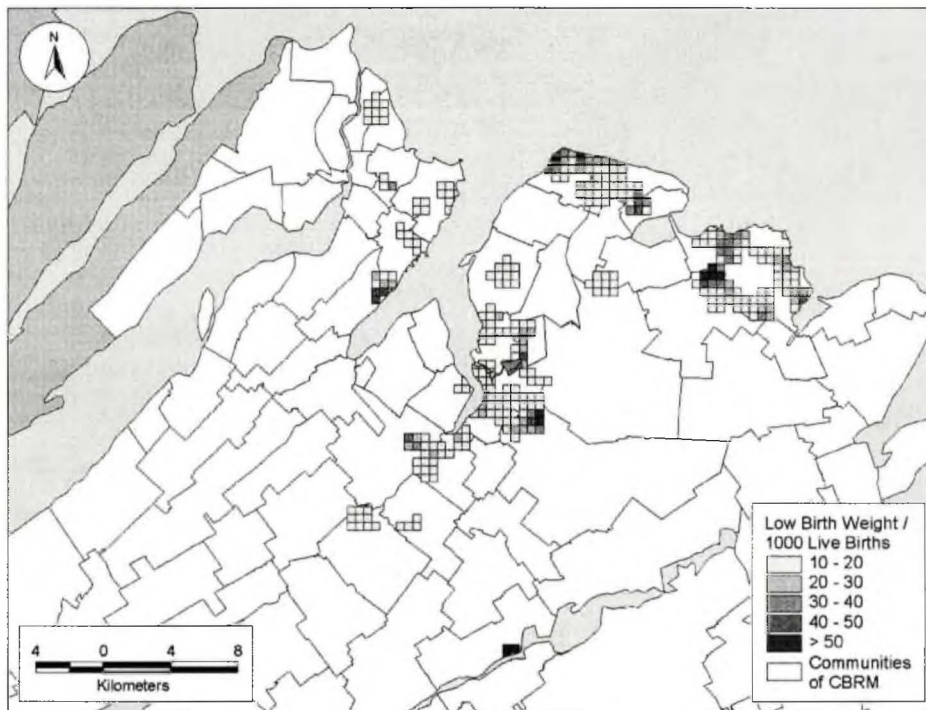 N
Low Birth Weight /
1000 Live Births
10 - 20
20 - 30
30 - 40
40 - 50
> 50
Communities
of CBRM
4 0 4 8
Kilometers